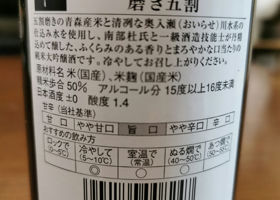 磨き五割
五割磨きの青森産米と清冽な奥入瀬（おいらせ）川水系の
仕込み水を使用し、南部杜氏と一級酒造技能士が丹精
込めて醸した、ふくらみのある香りとまろやかな口当たりの
純米大吟醸酒です。冷やしてお召し上がりください。
原材料名 米（国産）、米麹（国産米）
精米歩合 50% アルコール分 15度以上16度未満
日本酒度 ±0 酸度 1.4
甘辛（当社基準）
甘口 やや甘口 旨口 やや辛口 辛口
おすすめの飲み方
ロックで（0〜5℃） 冷やして（5〜10℃） 室温で（常温） ぬる燗で（40〜50℃） あつ燗で（50〜
◎